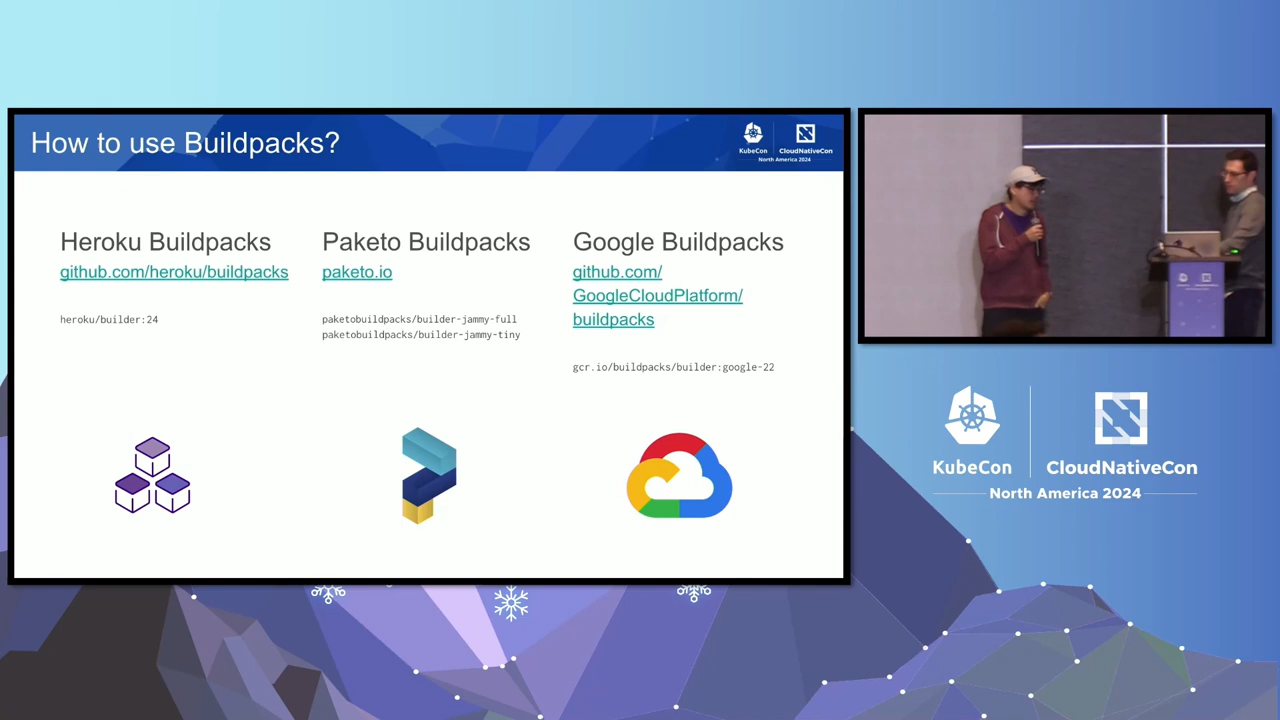 How to use Buildpacks?
KubeCon
CloudNativeCon
North America 2024
Heroku Buildpacks
github.com/heroku/buildpacks
heroku/builder:24
Paketo Buildpacks
paketo.io
paketobuildpacks/builder-jammy-full
paketobuildpacks/builder-jammy-tiny
Google Buildpacks
github.com/
GoogleCloudPlatform/
buildpacks
gcr.io/buildpacks/builder:google-22
KubeCon
CloudNativeCon
North America 2024